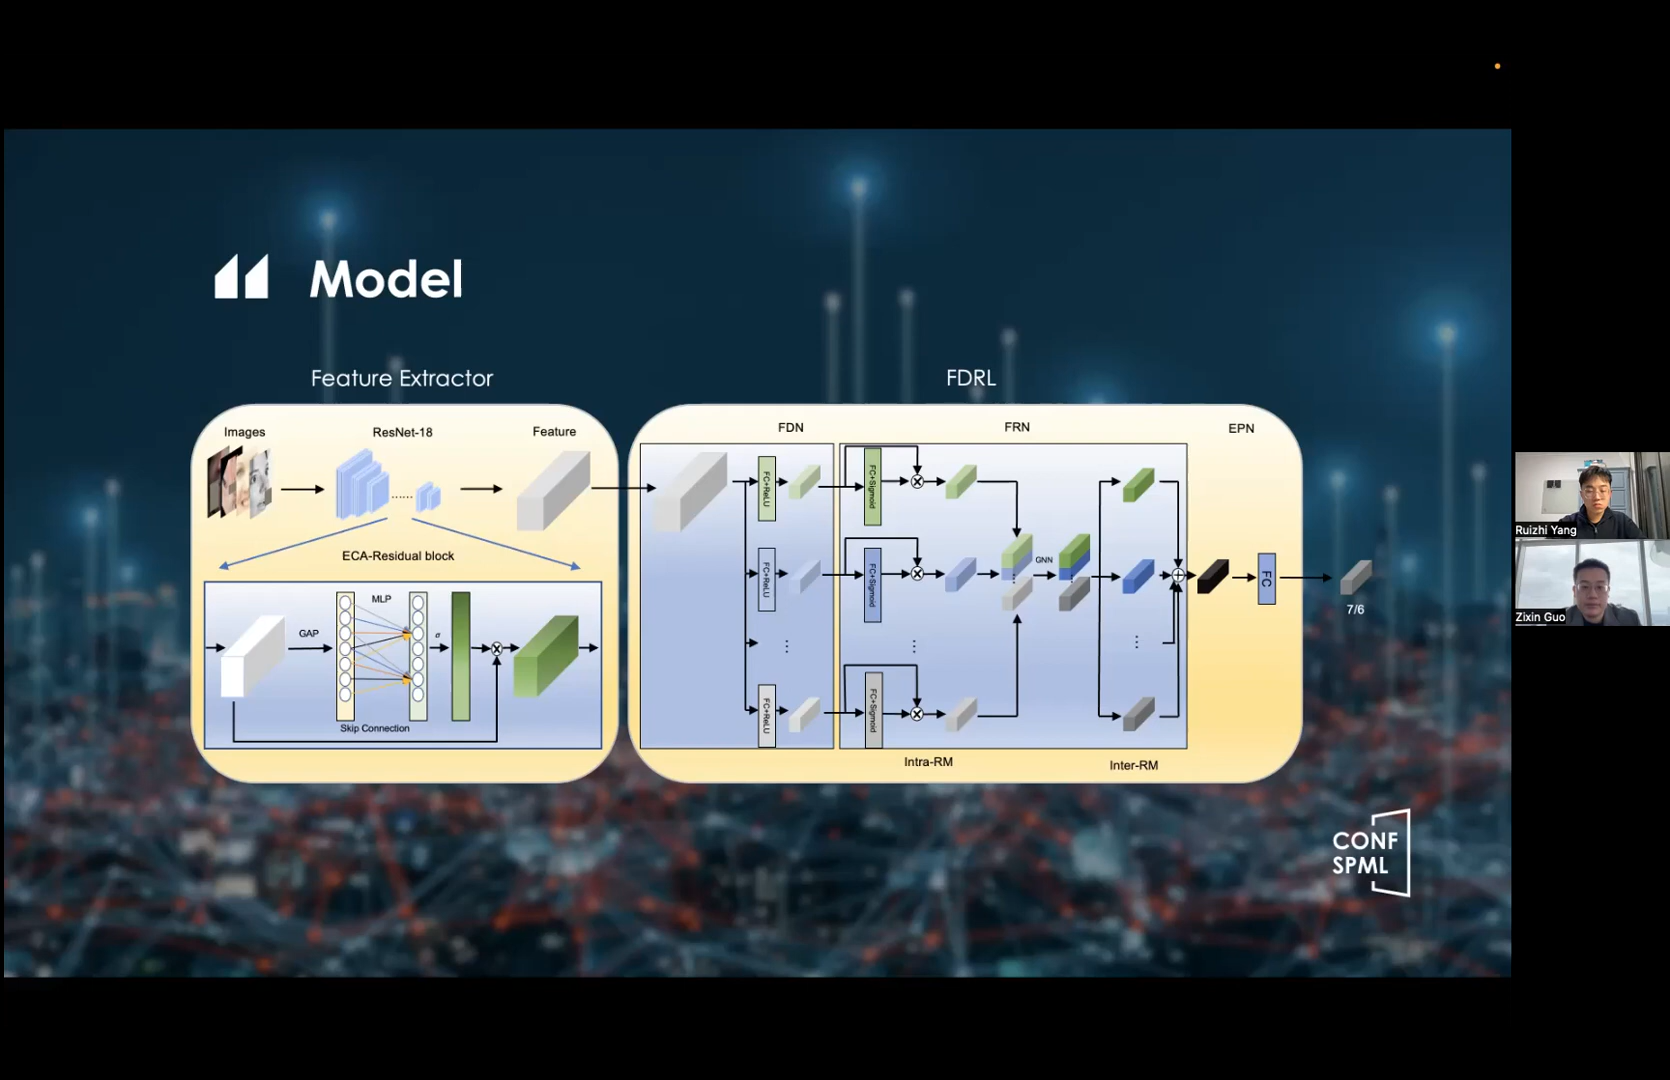 Model
Feature Extractor
FDRL
Images
ResNet-18
Feature
ECA-Residual block
GAP
MLP
σ
Skip Connection
FDN
FRN
EPN
FC+ReLU
FC+Sigmoid
FC+ReLU
FC+Sigmoid
GNN
FC
7/6
FC+ReLU
FC+Sigmoid
Intra-RM
Inter-RM
CONF
SPML
Ruizhi Yang
Zixin Guo